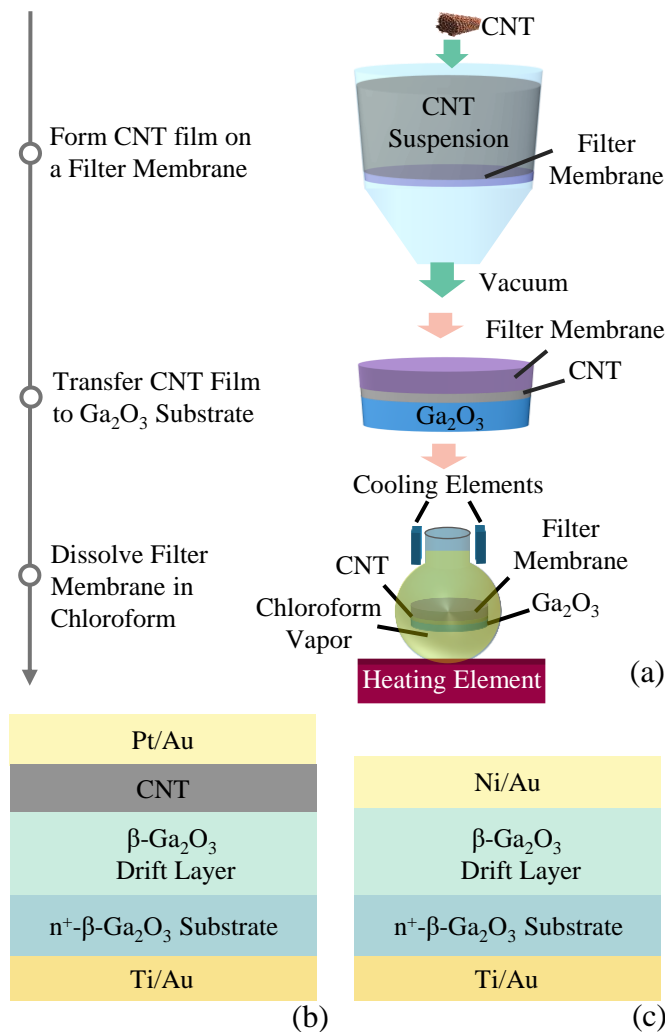 CNT
CNT
Suspension
Form CNT film on
a Filter Membrane
Filter
Membrane
Vacuum
Filter Membrane
CNT
Transfer CNT Film
to Ga₂O₃ Substrate
Ga₂O₃
Cooling Elements
Dissolve Filter
Membrane in
Chloroform
Filter
Membrane
CNT
Ga₂O₃
Chloroform
Vapor
Heating Element
(a)
Pt/Au
CNT
β-Ga₂O₃
Drift Layer
n⁺-β-Ga₂O₃ Substrate
Ti/Au
(b)
Ni/Au
β-Ga₂O₃
Drift Layer
n⁺-β-Ga₂O₃ Substrate
Ti/Au
(c)